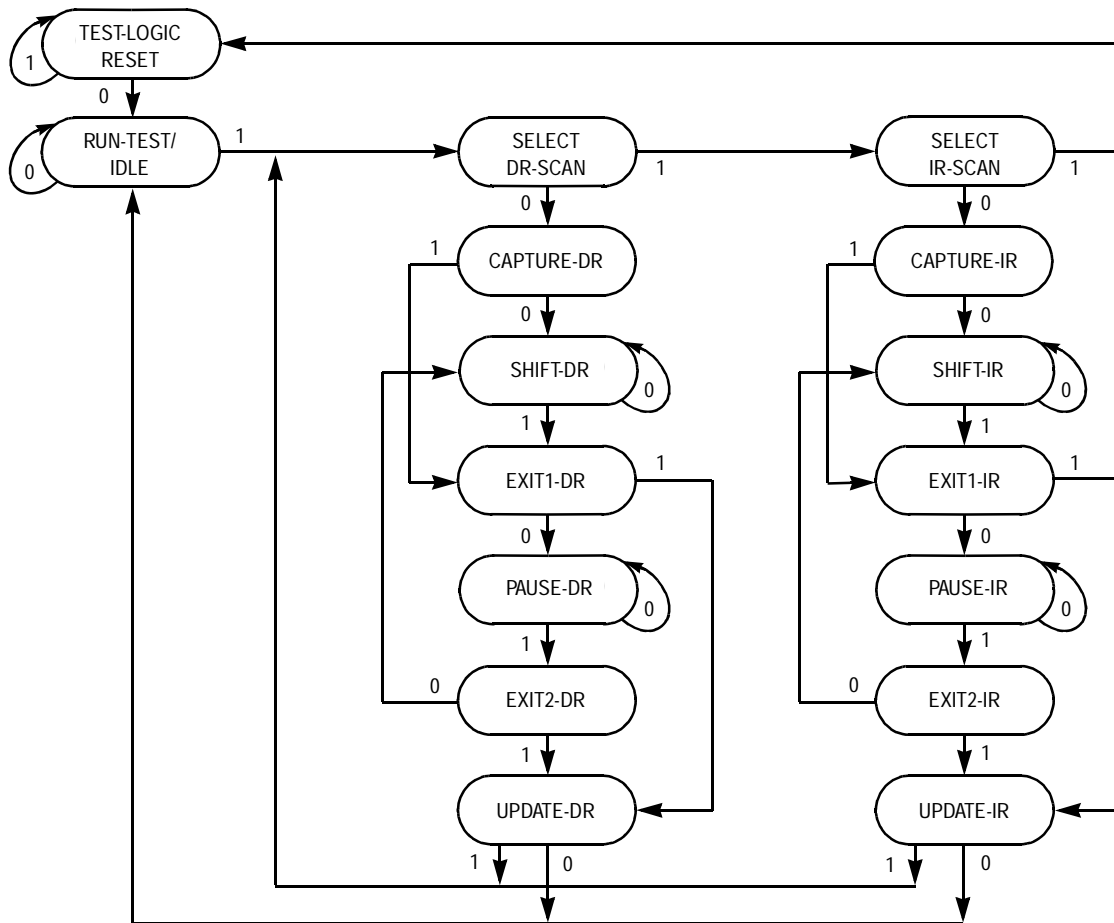 TEST-LOGIC
RESET
1
0
RUN-TEST/
IDLE
0
1
SELECT
DR-SCAN
1
SELECT
IR-SCAN
1
0
0
1
CAPTURE-DR
1
CAPTURE-IR
0
0
SHIFT-DR
0
SHIFT-IR
0
1
1
EXIT1-DR
1
EXIT1-IR
1
0
0
PAUSE-DR
0
PAUSE-IR
0
1
1
0
EXIT2-DR
0
EXIT2-IR
1
1
UPDATE-DR
UPDATE-IR
1
0
1
0